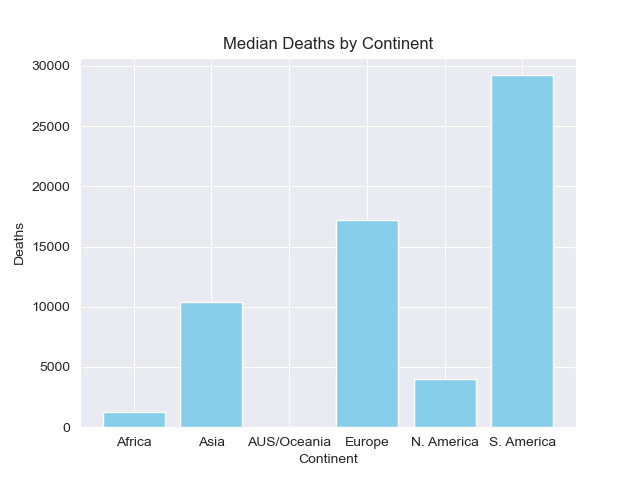 Median Deaths by Continent
30000
25000
20000
15000
10000
5000
0
Deaths
Africa Asia AUS/Oceania Europe N. America S. America
Continent